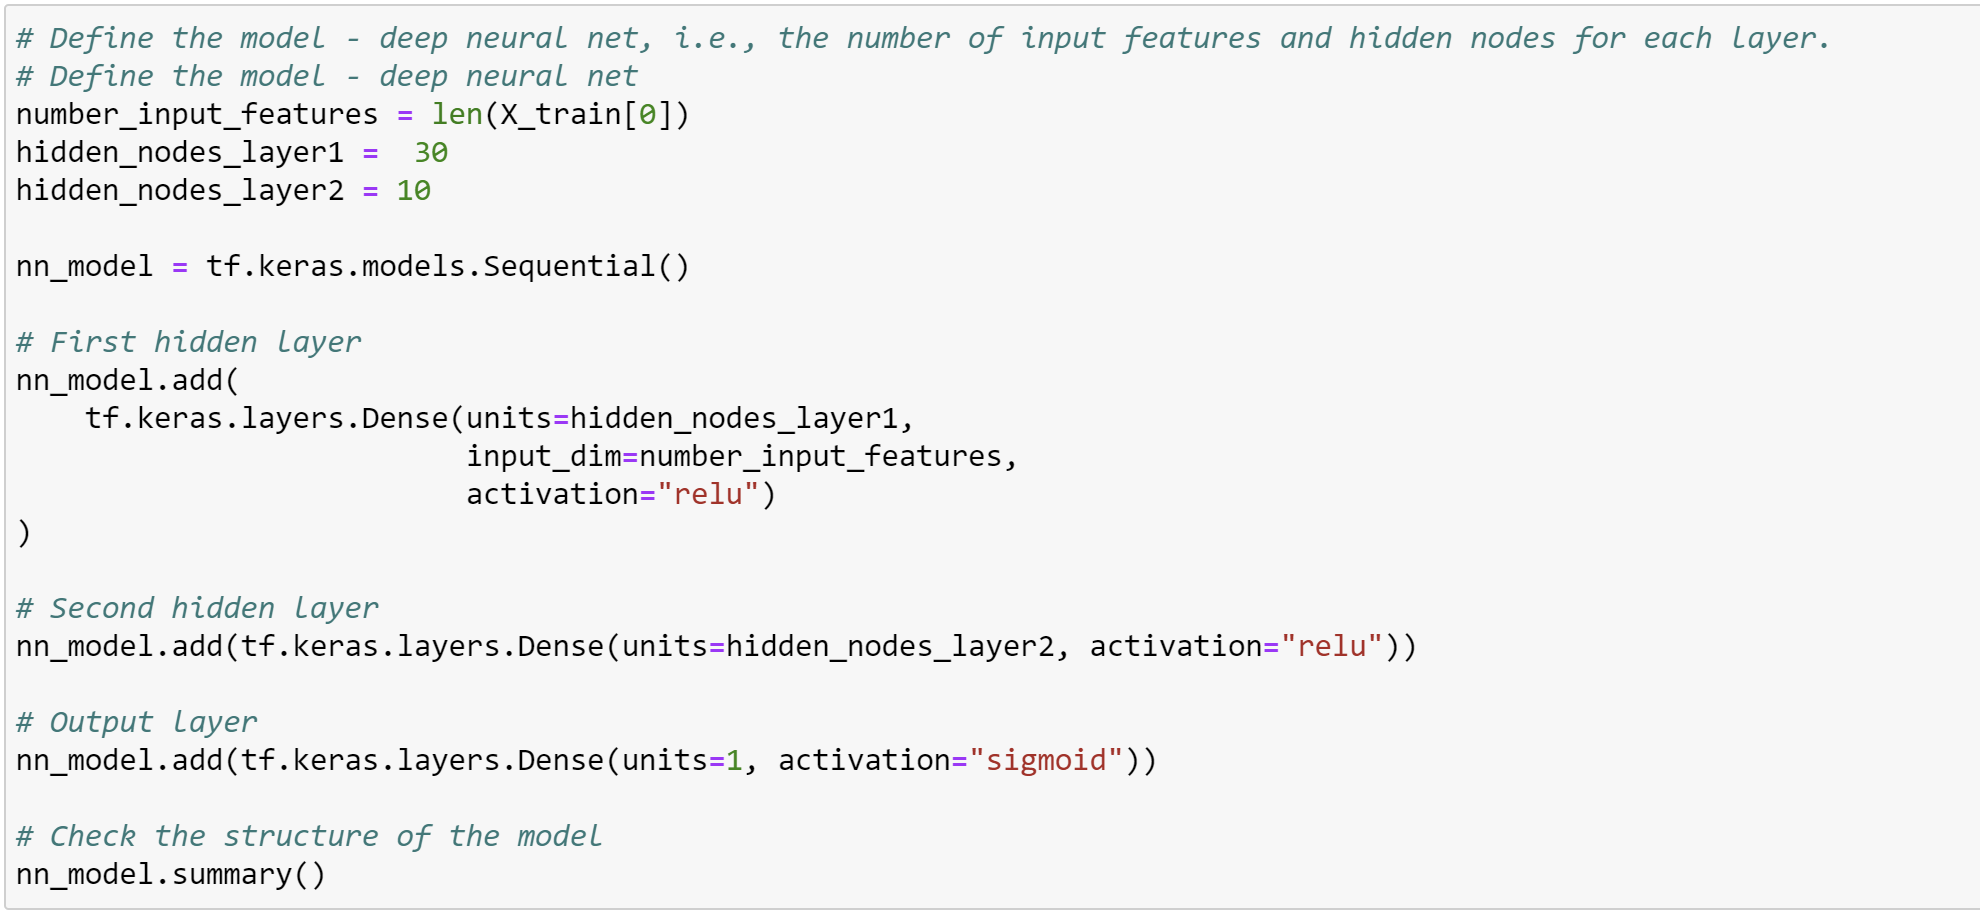 # Define the model - deep neural net, i.e., the number of input features and hidden nodes for each layer.
# Define the model - deep neural net
number_input_features = len(X_train[0])
hidden_nodes_layer1 =  30
hidden_nodes_layer2 = 10

nn_model = tf.keras.models.Sequential()

# First hidden layer
nn_model.add(
    tf.keras.layers.Dense(units=hidden_nodes_layer1,
                          input_dim=number_input_features,
                          activation="relu")
)

# Second hidden layer
nn_model.add(tf.keras.layers.Dense(units=hidden_nodes_layer2, activation="relu"))

# Output layer
nn_model.add(tf.keras.layers.Dense(units=1, activation="sigmoid"))

# Check the structure of the model
nn_model.summary()